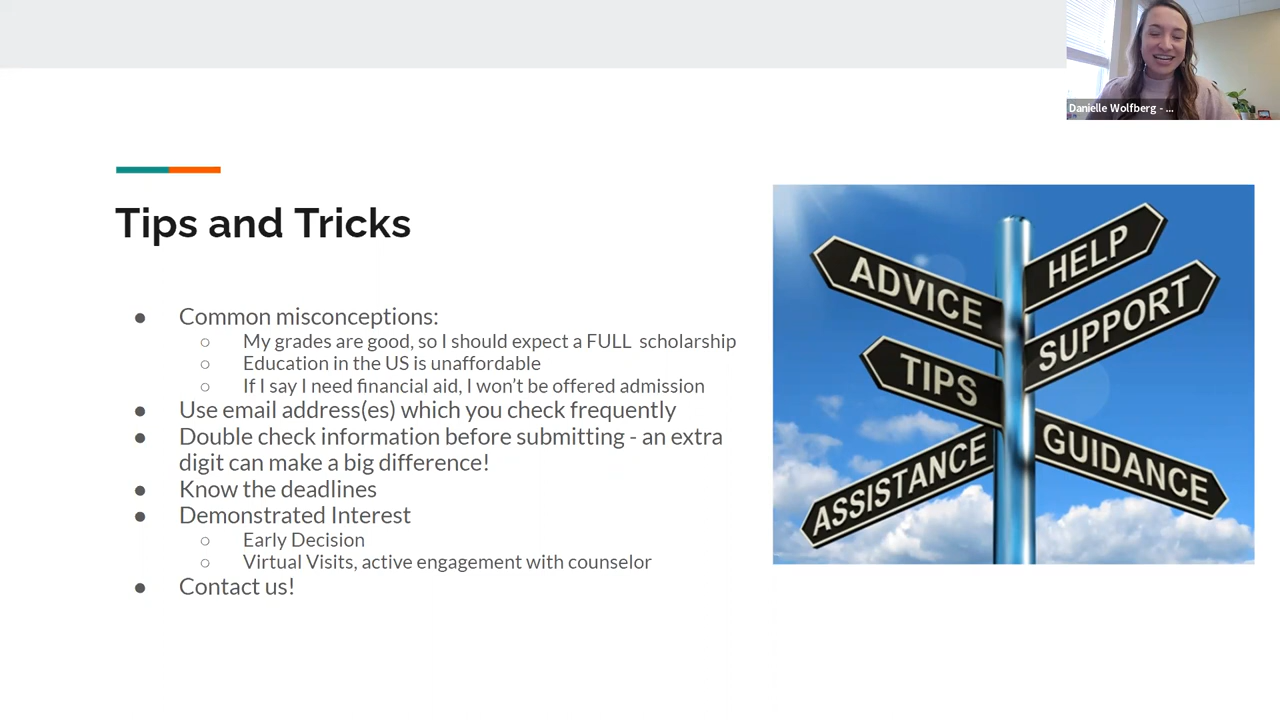 Danielle Wolfberg - ...
Tips and Tricks
● Common misconceptions:
○ My grades are good, so I should expect a FULL scholarship
○ Education in the US is unaffordable
○ If I say I need financial aid, I won't be offered admission
● Use email address(es) which you check frequently
● Double check information before submitting - an extra
digit can make a big difference!
● Know the deadlines
● Demonstrated Interest
○ Early Decision
○ Virtual Visits, active engagement with counselor
● Contact us!
ADVICE
HELP
SUPPORT
TIPS
GUIDANCE
ASSISTANCE